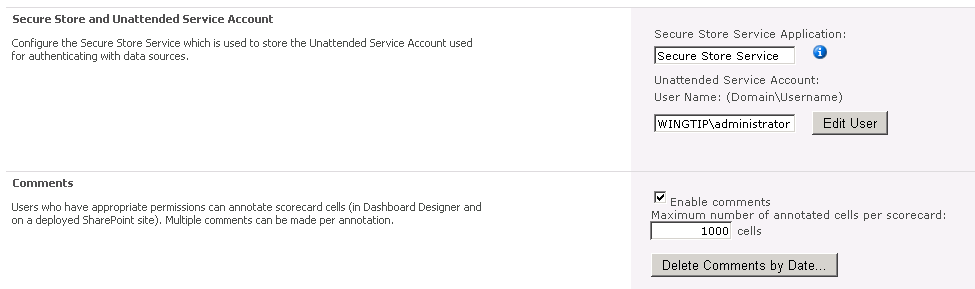 Secure Store and Unattended Service Account
Configure the Secure Store Service which is used to store the Unattended Service Account used
for authenticating with data sources.
Secure Store Service Application:
Secure Store Service
Unattended Service Account:
User Name: (Domain\Username)
WINGTIP\administrator
Edit User
Comments
Users who have appropriate permissions can annotate scorecard cells (in Dashboard Designer and
on a deployed SharePoint site). Multiple comments can be made per annotation.
Enable comments
Maximum number of annotated cells per scorecard:
1000 cells
Delete Comments by Date...